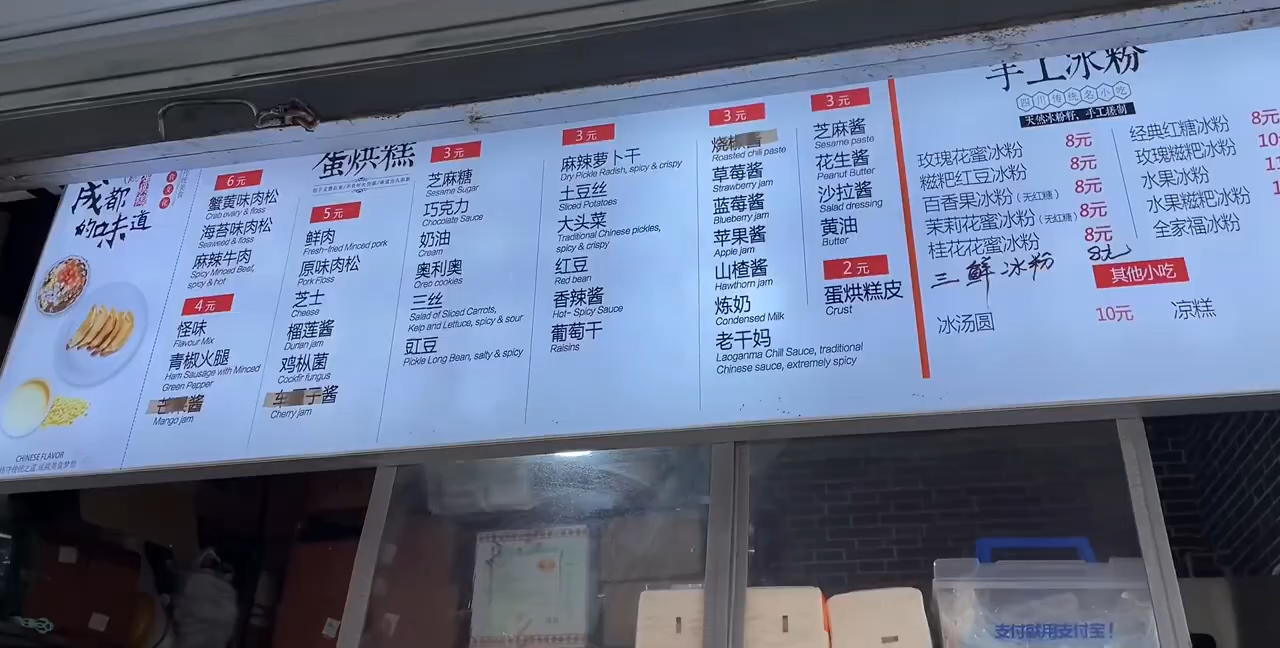 成都
的味道
CHINESE FLAVOR
蛋烘糕
6元
蟹黄味肉松
Crab ovary & floss
海苔味肉松
Seaweed & floss
麻辣牛肉
Spicy Minced Beef,
spicy & hot
4元
怪味
Flavour Mix
青椒火腿
Ham Sausage with Minced
Green Pepper
酱
Mango jam
5元
鲜肉
Fresh-fried Minced pork
原味肉松
Pork Floss
芝士
Cheese
榴莲酱
Durian jam
鸡枞菌
Cockfir fungus
酱
Cherry jam
3元
芝麻糖
Sesame Sugar
巧克力
Chocolate Sauce
奶油
Cream
奥利奥
Oreo cookies
三丝
Salad of Sliced Carrots,
Kelp and Lettuce, spicy & sour
豇豆
Pickle Long Bean, salty & spicy
3元
麻辣萝卜干
Dry Pickle Radish, spicy & crispy
土豆丝
Sliced Potatoes
大头菜
Traditional Chinese pickles,
spicy & crispy
红豆
Red bean
香辣酱
Hot- Spicy Sauce
葡萄干
Raisins
3元
烧
Roasted chili paste
草莓酱
Strawberry jam
蓝莓酱
Blueberry jam
苹果酱
Apple jam
山楂酱
Hawthorn jam
炼奶
Condensed Milk
老干妈
Laoganma Chili Sauce, traditional
Chinese sauce, extremely spicy
3元
芝麻酱
Sesame paste
花生酱
Peanut Butter
沙拉酱
Salad dressing
黄油
Butter
2元
蛋烘糕皮
Crust
手工冰粉
四川传统名小吃
天然冰粉籽,手工搓制
玫瑰花蜜冰粉 8元
糍粑红豆冰粉 8元
百香果冰粉(无红糖) 8元
茉莉花蜜冰粉(无红糖) 8元
桂花花蜜冰粉 8元
三鲜冰粉 8元
经典红糖冰粉 8元
玫瑰糍粑冰粉 10
水果冰粉
水果糍粑冰粉
全家福冰粉
其他小吃
冰汤圆 10元
凉糕
支付就用支付宝!